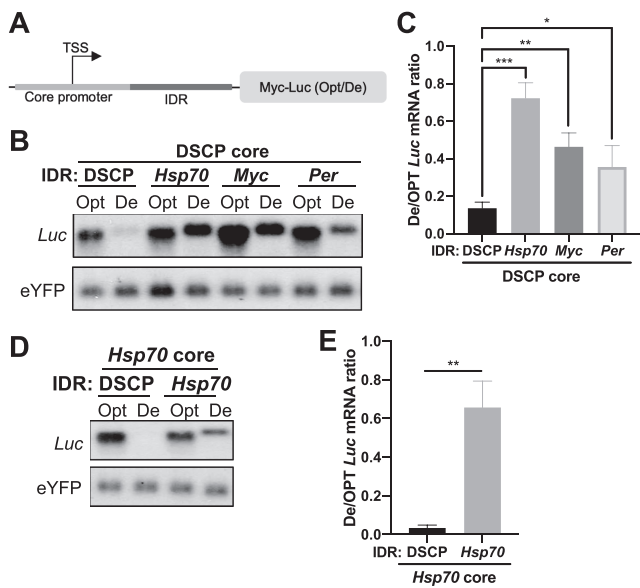 A
TSS
Core promoter
IDR
Myc-Luc (Opt/De)
B
DSCP core
IDR: DSCP Hsp70 Myc Per
Opt De Opt De Opt De Opt De
Luc
eYFP
C
De/OPT Luc mRNA ratio
1.0
0.8
0.6
0.4
0.2
0.0
*
**
***
IDR: DSCP Hsp70 Myc Per
DSCP core
D
Hsp70 core
IDR: DSCP Hsp70
Opt De Opt De
Luc
eYFP
E
De/OPT Luc mRNA ratio
1.0
0.8
0.6
0.4
0.2
0.0
**
IDR: DSCP Hsp70
Hsp70 core